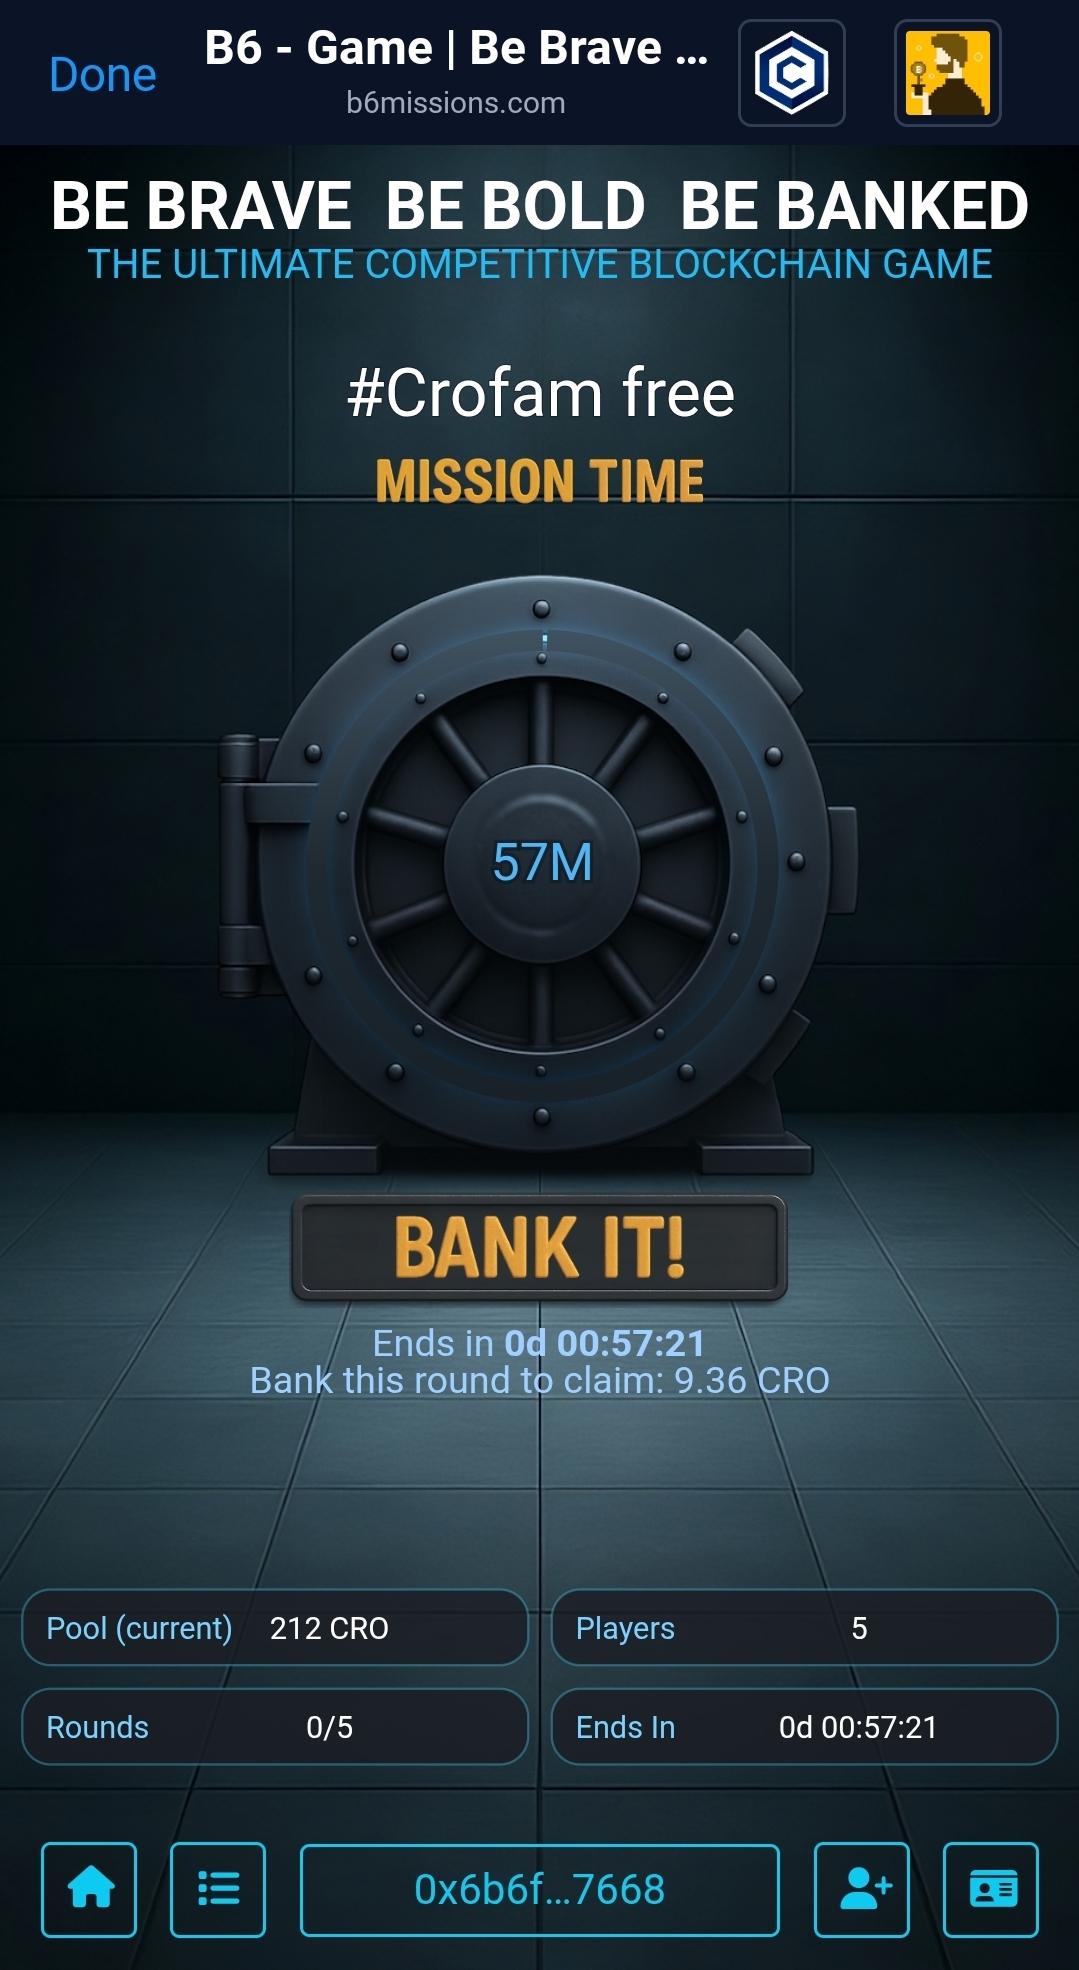 Done
B6 - Game | Be Brave ...
b6missions.com
BE BRAVE BE BOLD BE BANKED
THE ULTIMATE COMPETITIVE BLOCKCHAIN GAME
#Crofam free
MISSION TIME
57M
BANK IT!
Ends in 0d 00:57:21
Bank this round to claim: 9.36 CRO
Pool (current) 212 CRO
Players 5
Rounds 0/5
Ends In 0d 00:57:21
0x6b6f...7668